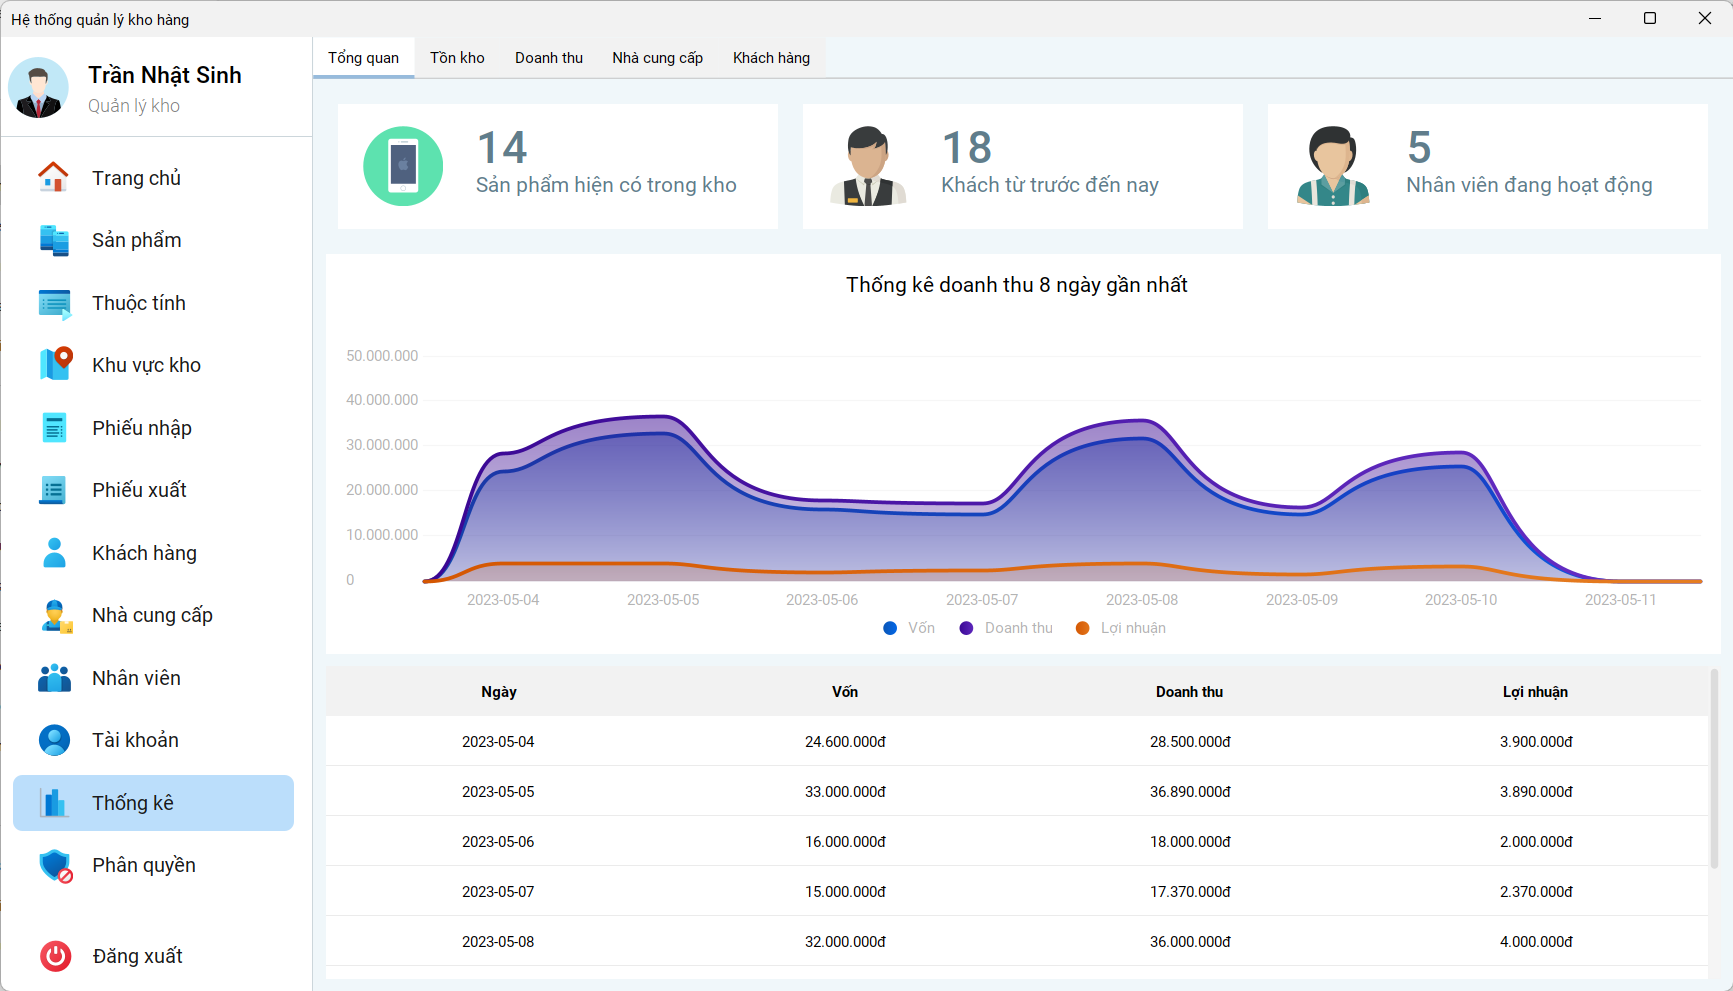 Hệ thống quản lý kho hàng
Trần Nhật Sinh
Quản lý kho
Trang chủ
Sản phẩm
Thuộc tính
Khu vực kho
Phiếu nhập
Phiếu xuất
Khách hàng
Nhà cung cấp
Nhân viên
Tài khoản
Thống kê
Phân quyền
Đăng xuất
Tổng quan Tồn kho Doanh thu Nhà cung cấp Khách hàng
14
Sản phẩm hiện có trong kho
18
Khách từ trước đến nay
5
Nhân viên đang hoạt động
Thống kê doanh thu 8 ngày gần nhất
50.000.000
40.000.000
30.000.000
20.000.000
10.000.000
0
2023-05-04 2023-05-05 2023-05-06 2023-05-07 2023-05-08 2023-05-09 2023-05-10 2023-05-11
Vốn Doanh thu Lợi nhuận
Ngày Vốn Doanh thu Lợi nhuận
2023-05-04 24.600.000đ 28.500.000đ 3.900.000đ
2023-05-05 33.000.000đ 36.890.000đ 3.890.000đ
2023-05-06 16.000.000đ 18.000.000đ 2.000.000đ
2023-05-07 15.000.000đ 17.370.000đ 2.370.000đ
2023-05-08 32.000.000đ 36.000.000đ 4.000.000đ